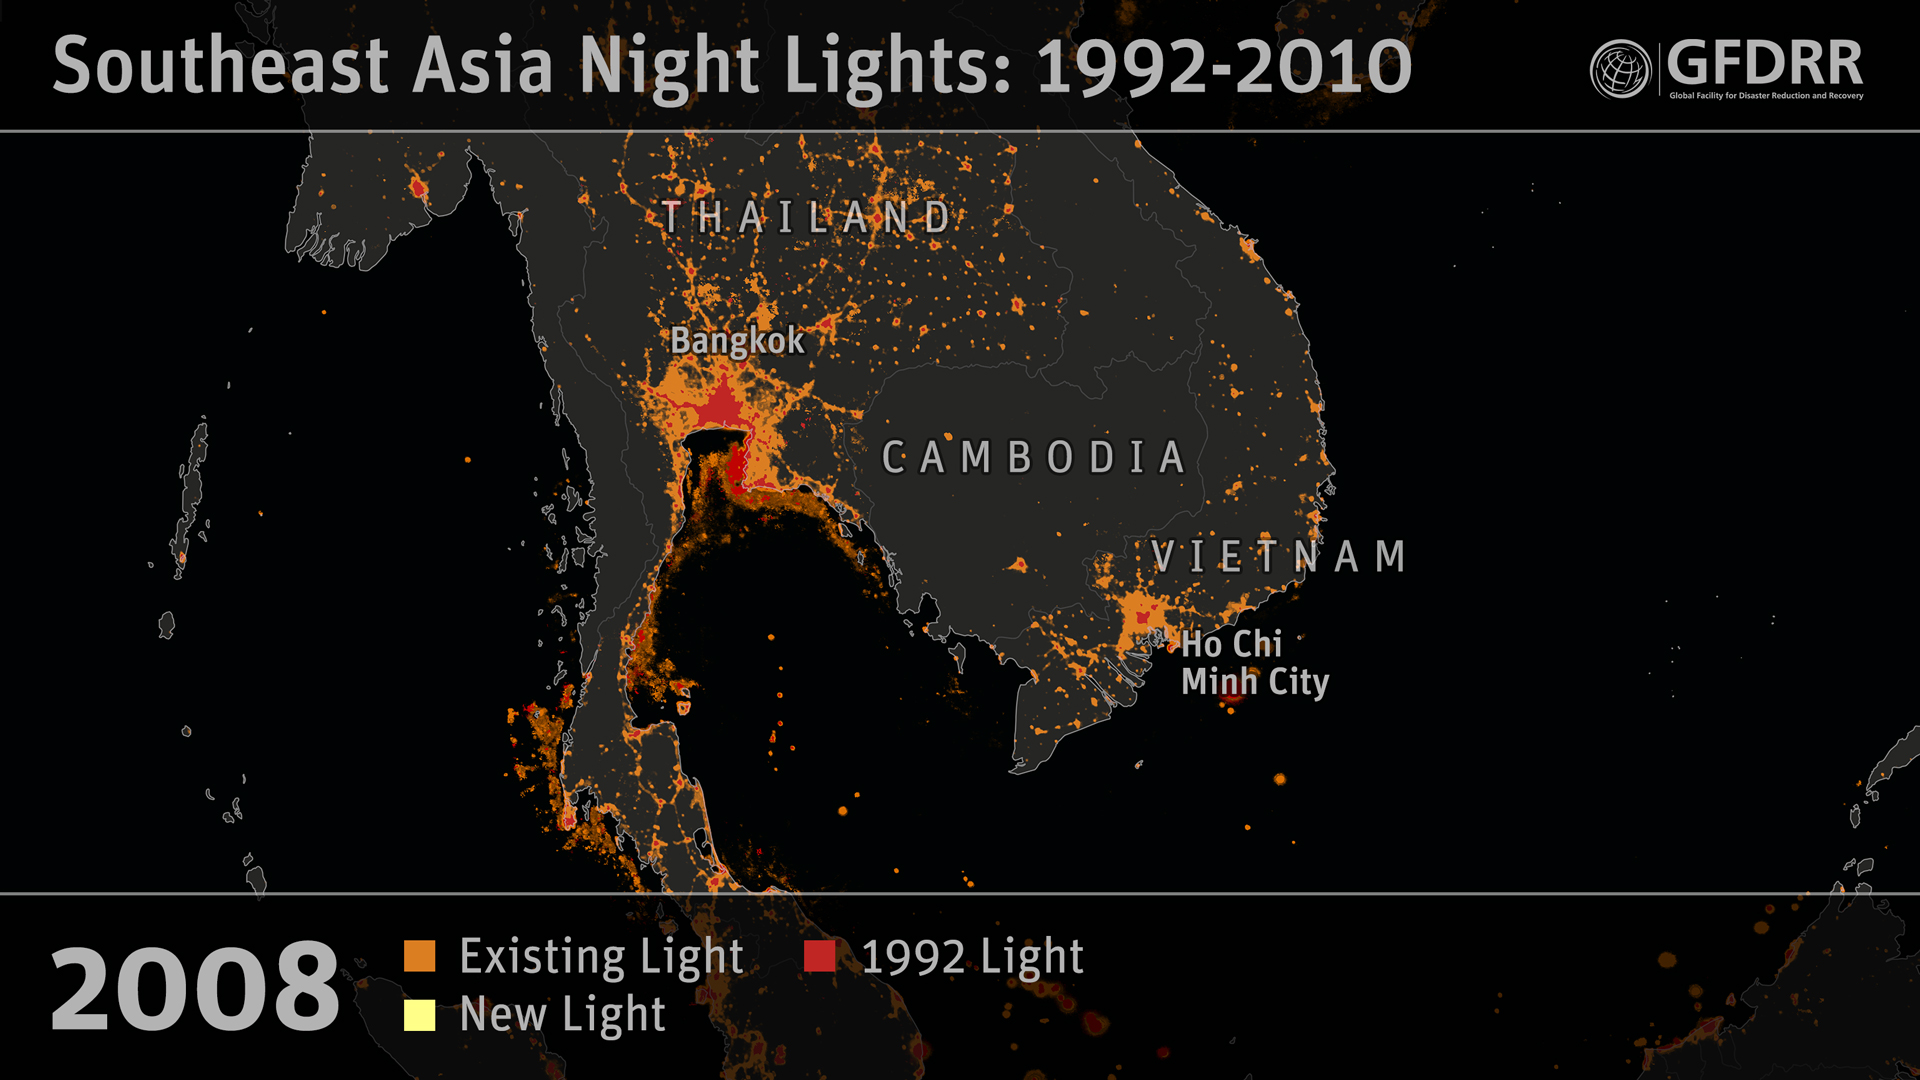 Southeast Asia Night Lights: 1992-2010
GFDRR
Global Facility for Disaster Reduction and Recovery
THAILAND
Bangkok
CAMBODIA
VIETNAM
Ho Chi
Minh City
2008
Existing Light
1992 Light
New Light